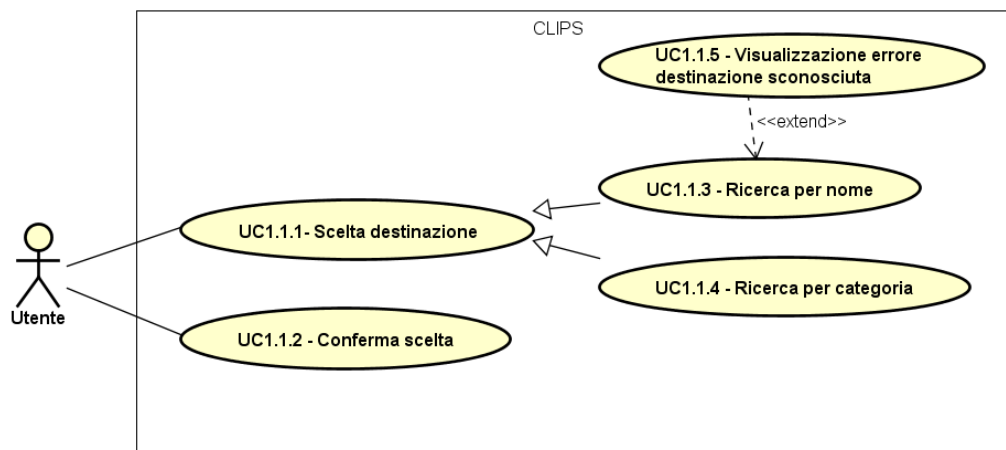 CLIPS
UC1.1.5 - Visualizzazione errore
destinazione sconosciuta
<<extend>>
UC1.1.3 - Ricerca per nome
UC1.1.1- Scelta destinazione
UC1.1.4 - Ricerca per categoria
Utente
UC1.1.2 - Conferma scelta